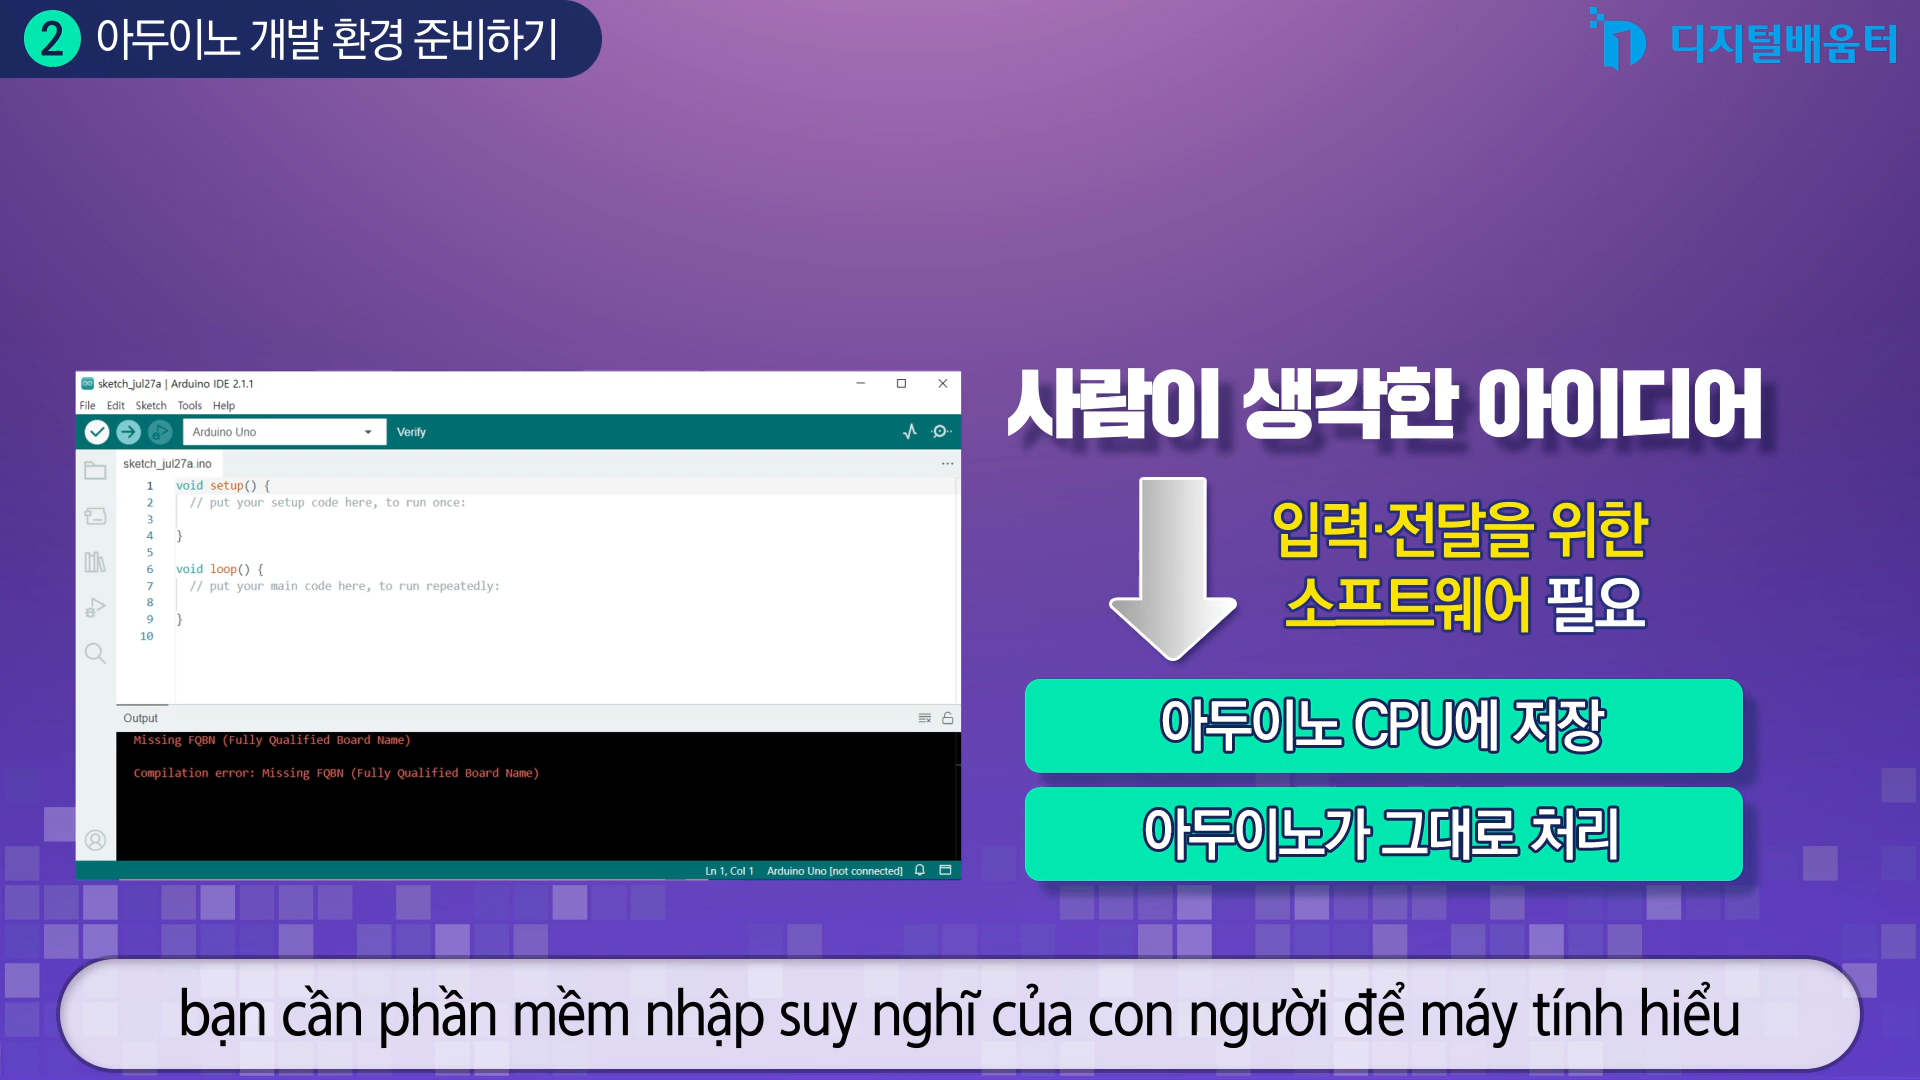 2 아두이노 개발 환경 준비하기
디지털배움터
sketch_jul27a | Arduino IDE 2.1.1
File Edit Sketch Tools Help
Arduino Uno
Verify
sketch_jul27a.ino
1 void setup() {
2 // put your setup code here, to run once:
3
4 }
5
6 void loop() {
7 // put your main code here, to run repeatedly:
8
9 }
10
Output
Missing FQBN (Fully Qualified Board Name)
Compilation error: Missing FQBN (Fully Qualified Board Name)
Ln 1, Col 1 Arduino Uno [not connected]
사람이 생각한 아이디어
입력·전달을 위한
소프트웨어 필요
아두이노 CPU에 저장
아두이노가 그대로 처리
bạn cần phần mềm nhập suy nghĩ của con người để máy tính hiểu